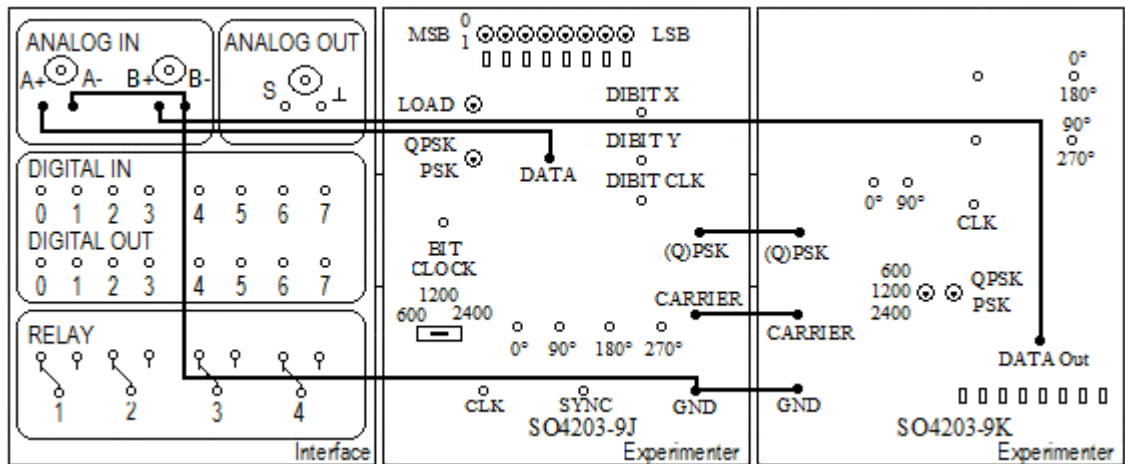 ANALOG IN
A+ A- B+ B-
ANALOG OUT
S ⊥
DIGITAL IN
0 1 2 3 4 5 6 7
DIGITAL OUT
0 1 2 3 4 5 6 7
RELAY
1 2 3 4
Interface
MSB 0 LSB
1
LOAD
DIBIT X
QPSK
PSK
DATA
DIBIT Y
DIBIT CLK
BIT
CLOCK
(Q)PSK
1200
600 2400
CARRIER
0° 90° 180° 270°
CLK SYNC GND
SO4203-9J
Experimenter
0°
180°
90°
270°
0° 90°
CLK
(Q)PSK
600
1200
2400
QPSK
PSK
CARRIER
DATA Out
GND
SO4203-9K
Experimenter